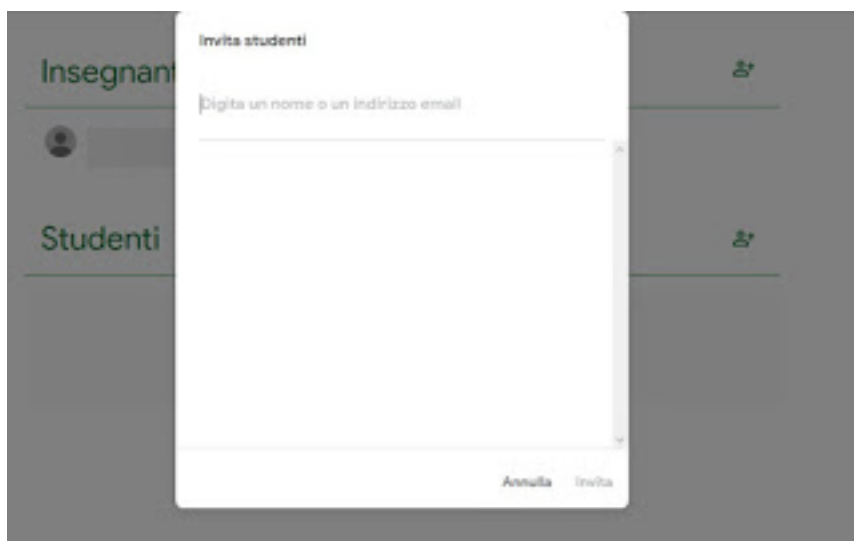 Invita studenti
Insegnant
Digita un nome o un indirizzo email
Studenti
Annulla Invita